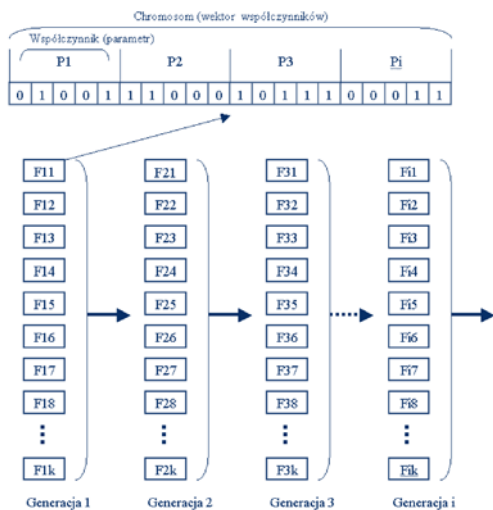 Chromosom (wektor współczynników)
Współczynnik (parametr)
P1 P2 P3 Pi
0 1 0 0 1 1 1 0 0 0 1 0 1 1 1 0 0 0 1 1
F11 F21 F31 Fi1
F12 F22 F32 Fi2
F13 F23 F33 Fi3
F14 F24 F34 Fi4
F15 F25 F35 Fi5
F16 F26 F36 Fi6
F17 F27 F37 Fi7
F18 F28 F38 Fi8
F1k F2k F3k Fik
Generacja 1 Generacja 2 Generacja 3 Generacja i